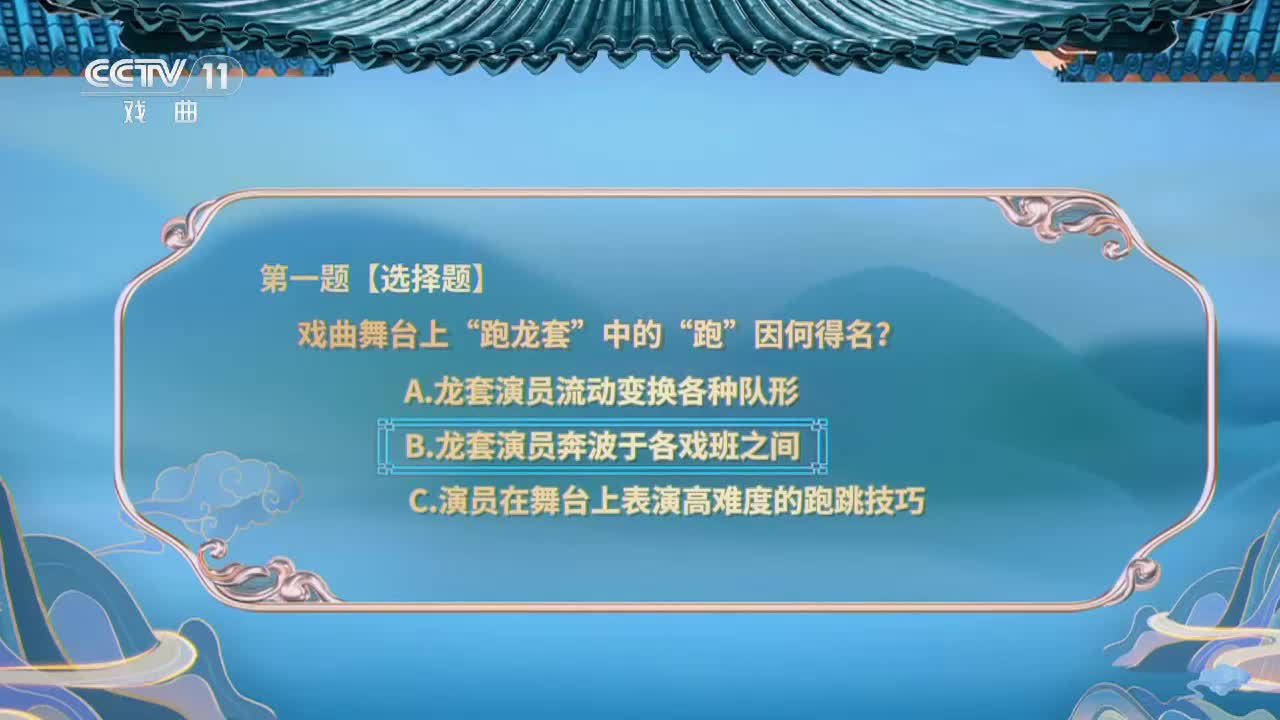 CCTV 11
戏 曲
第一题【选择题】
戏曲舞台上“跑龙套”中的“跑”因何得名？
A.龙套演员流动变换各种队形
B.龙套演员奔波于各戏班之间
C.演员在舞台上表演高难度的跑跳技巧